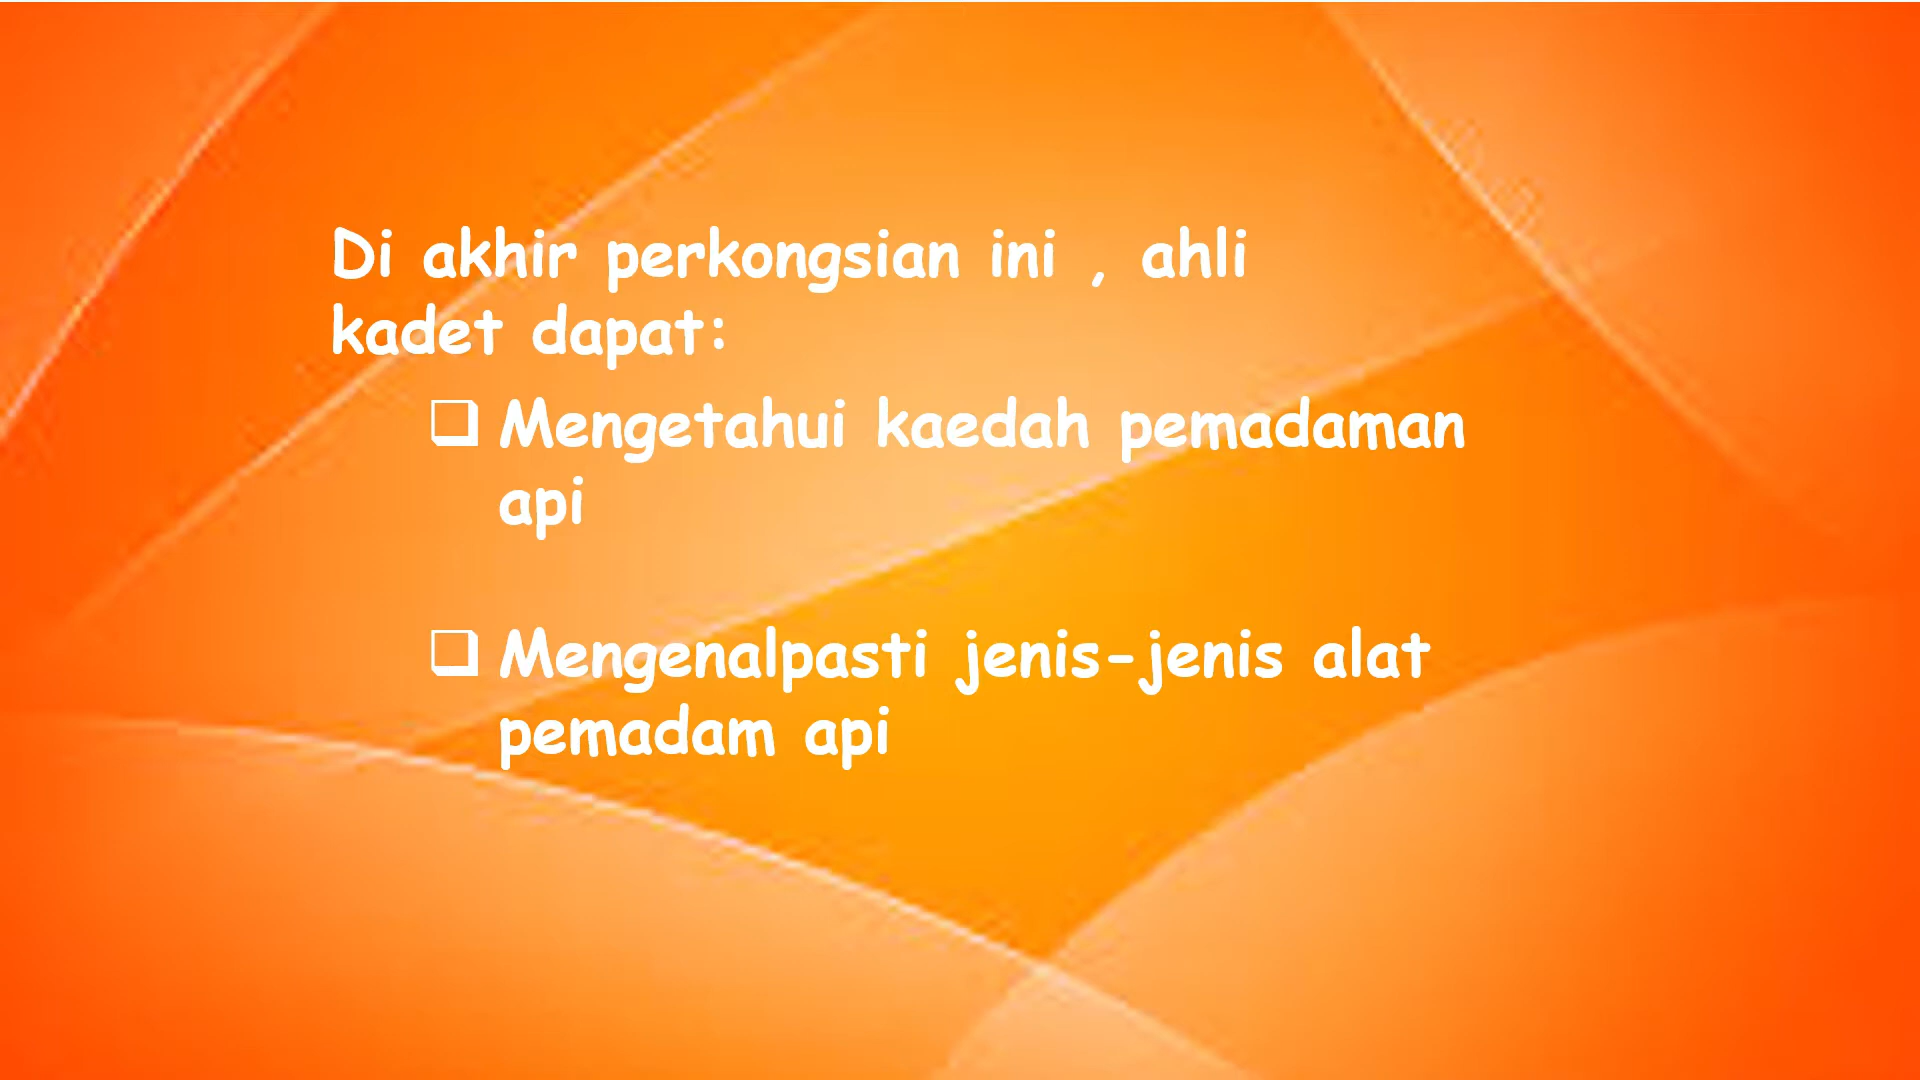 Di akhir perkongsian ini , ahli
kadet dapat:
❑ Mengetahui kaedah pemadaman
api
❑ Mengenalpasti jenis-jenis alat
pemadam api